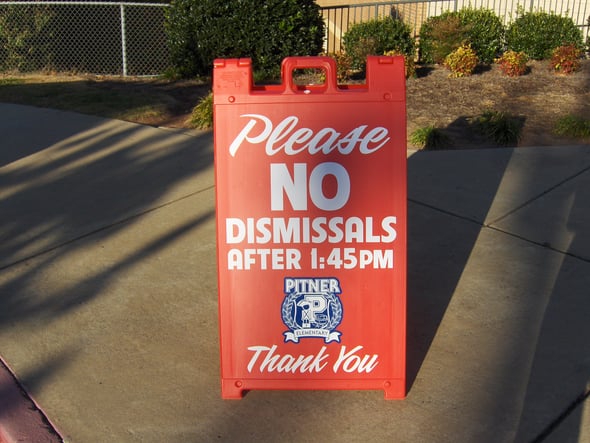 Please
NO
DISMISSALS
AFTER 1:45PM
PITNER
P
ELEMENTARY
Thank You